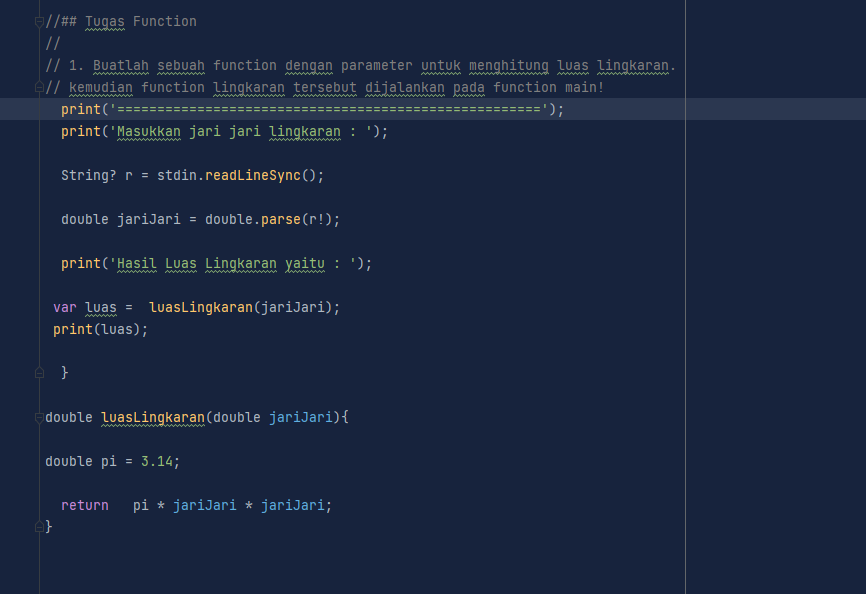 //## Tugas Function
//
// 1. Buatlah sebuah function dengan parameter untuk menghitung luas lingkaran.
// kemudian function lingkaran tersebut dijalankan pada function main!
print('=====================================================');
print('Masukkan jari jari lingkaran : ');
String? r = stdin.readLineSync();
double jariJari = double.parse(r!);
print('Hasil Luas Lingkaran yaitu : ');
var luas =  luasLingkaran(jariJari);
print(luas);
}
double luasLingkaran(double jariJari){
double pi = 3.14;
return   pi * jariJari * jariJari;
}